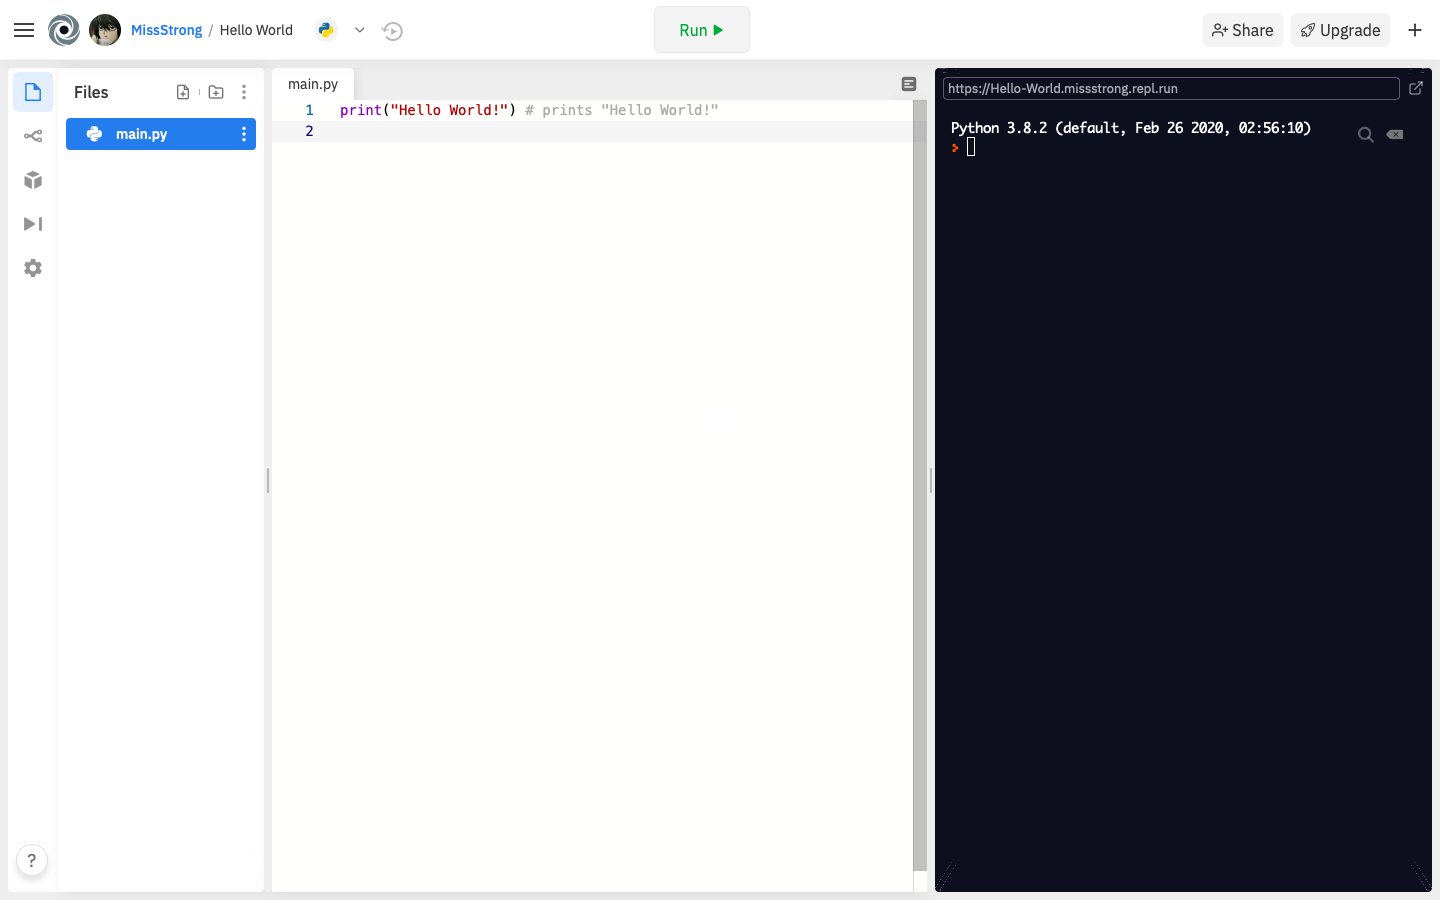 MissStrong / Hello World
Run
Share
Upgrade
Files
main.py
main.py
1 print("Hello World!") # prints "Hello World!"
2
https://Hello-World.missstrong.repl.run
Python 3.8.2 (default, Feb 26 2020, 02:56:10)
?